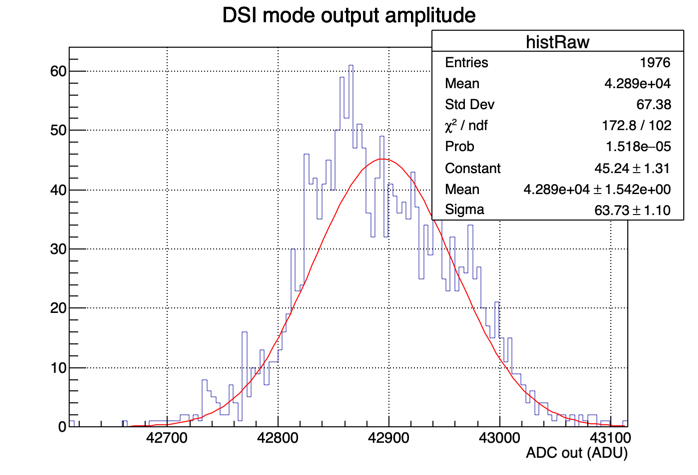 DSI mode output amplitude
histRaw
Entries 1976
Mean 4.289e+04
Std Dev 67.38
χ² / ndf 172.8 / 102
Prob 1.518e−05
Constant 45.24 ± 1.31
Mean 4.289e+04 ± 1.542e+00
Sigma 63.73 ± 1.10
60
50
40
30
20
10
0
42700 42800 42900 43000 43100
ADC out (ADU)